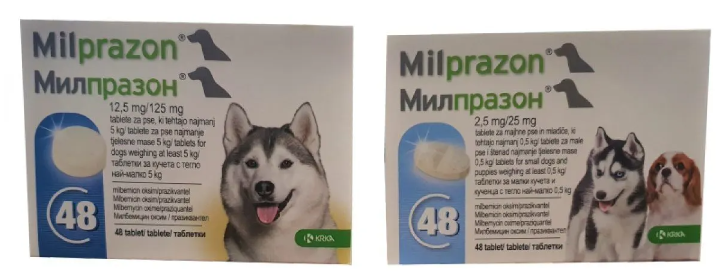 Milprazon®
Милпразон®
12,5 mg/125 mg
tablete za pse, ki tehtajo najmanj
5 kg/ tablete za pse najmanje
tjelesne mase 5 kg/ tablets for
dogs weighing at least 5 kg/
таблетки за кучета с тегло
най-малко 5 kg
milbemicin oksim/prazikvantel
milbemicin oksim/prazikvantel
Milbemycin oxime/praziquantel
Милбемицин оксим / празиквантел
48
48 tablet/ tablete/ таблетки
KRKA
Milprazon®
Милпразон®
2,5 mg/25 mg
tablete za majhne pse in mladiče, ki
tehtajo najmanj 0,5 kg/ tablete za male
pse i štenad najmanje tjelesne mase
0,5 kg/ tablets for small dogs and
puppies weighing at least 0,5 kg/
таблетки за малки кучета и
кученца с тегло най-малко 0,5 kg
milbemicin oksim/prazikvantel
milbemicin oksim/prazikvantel
Milbemycin oxime/praziquantel
Милбемицин оксим / празиквантел
48
48 tablet/ tablete/ таблетки
KRKA